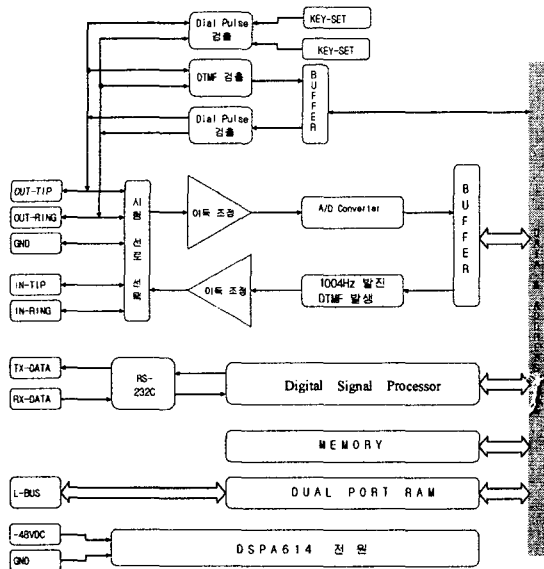 Dial Pulse
검출
KEY-SET
KEY-SET
DTMF 검출
Dial Pulse
검출
BUFFER
OUT-TIP
OUT-RING
GND
IN-TIP
IN-RING
시험 선로 선택
이득 조정
A/D Converter
BUFFER
이득 조정
1004Hz 발진
DTMF 발생
TX-DATA
RX-DATA
RS-
232C
Digital Signal Processor
MEMORY
L-BUS
DUAL PORT RAM
-48VDC
GND
DSPA614 전원